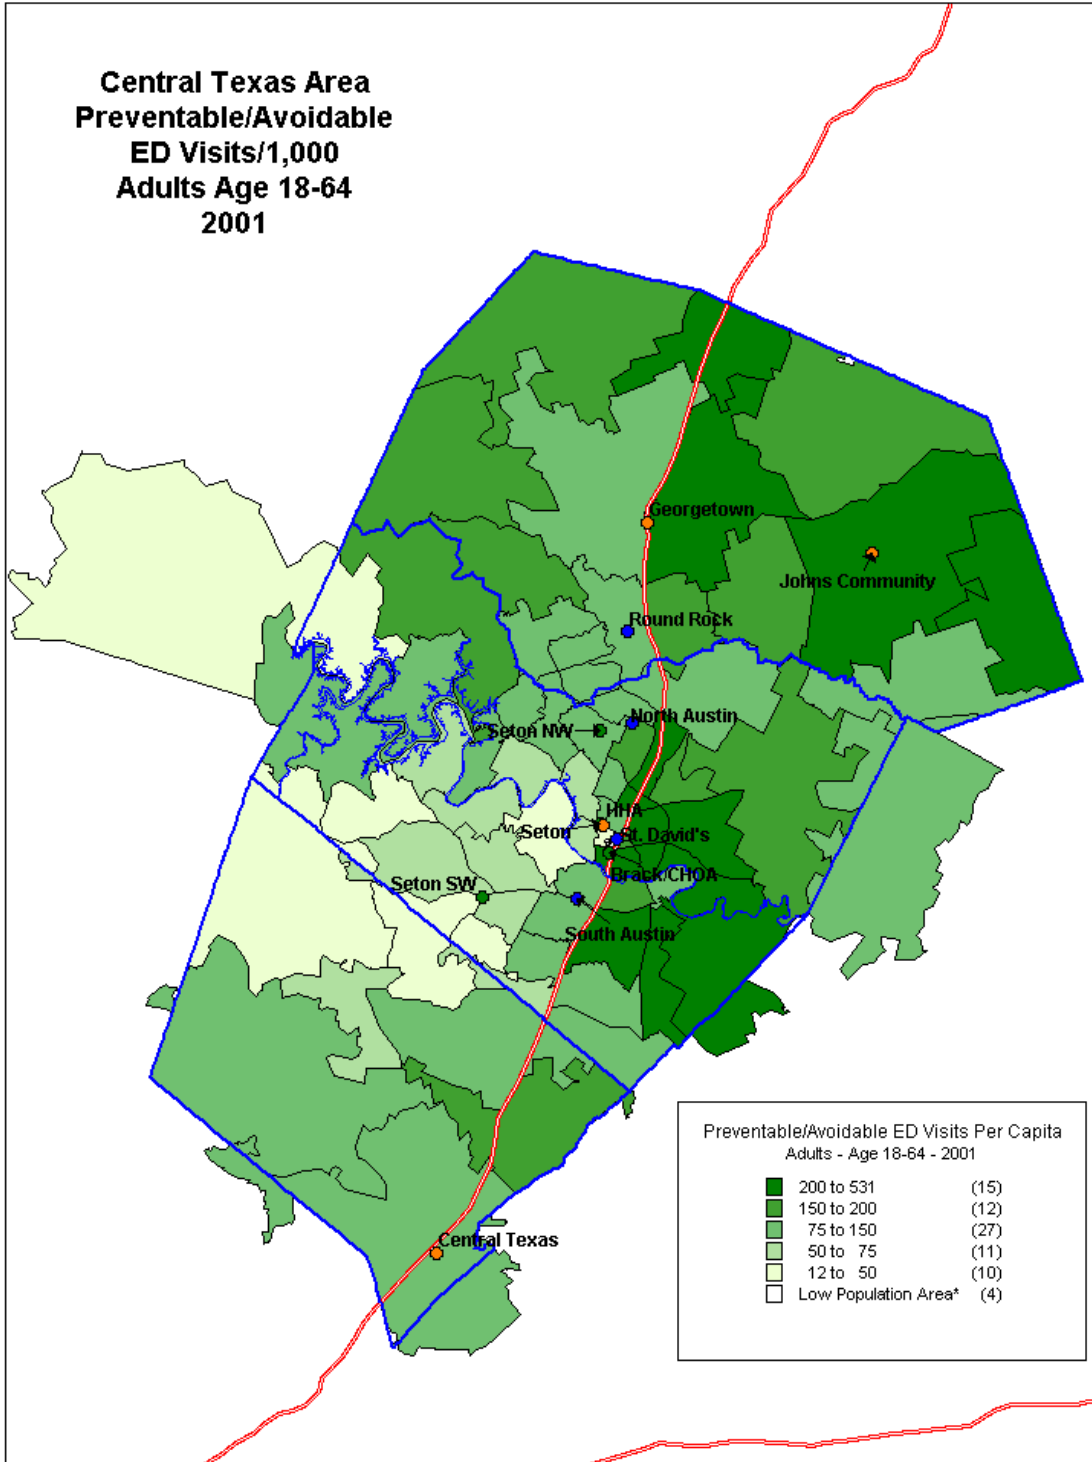 Central Texas Area
Preventable/Avoidable
ED Visits/1,000
Adults Age 18-64
2001
Georgetown
Johns Community
Round Rock
North Austin
Seton NW
HHA
Seton
St. David's
Brack/CHOA
Seton SW
South Austin
Central Texas
Preventable/Avoidable ED Visits Per Capita
Adults - Age 18-64 - 2001
200 to 531 (15)
150 to 200 (12)
75 to 150 (27)
50 to 75 (11)
12 to 50 (10)
Low Population Area* (4)